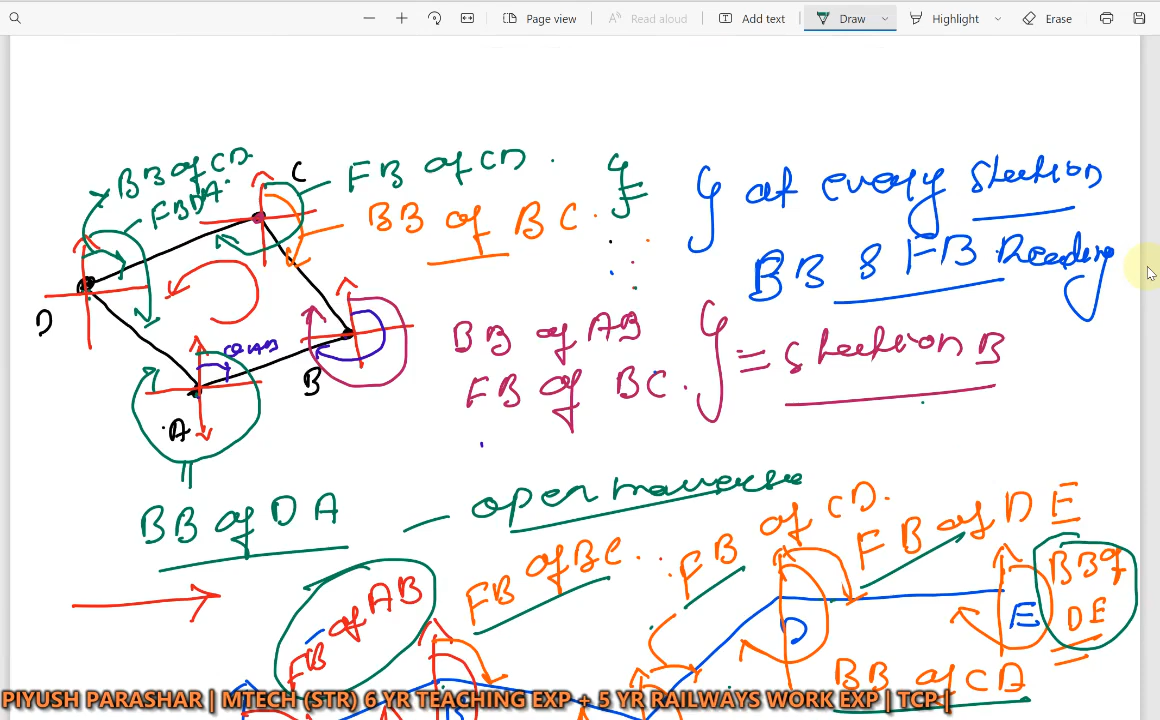 Page view
Read aloud
Add text
Draw
Highlight
Erase
BB of CD.
FB DA.
C
FB of CD.
BB of BC.
at every station
BB & FB Reading
D
θAB
B
A
BB of AB
FB of BC.
= station B
BB of DA
open traverse
FB of AB
FB of BC..
FB of CD.
FB of DE
D
E
BB of
DE
BB of CD
B
PIYUSH PARASHAR | MTECH (STR) 6 YR TEACHING EXP + 5 YR RAILWAYS WORK EXP | TCP |